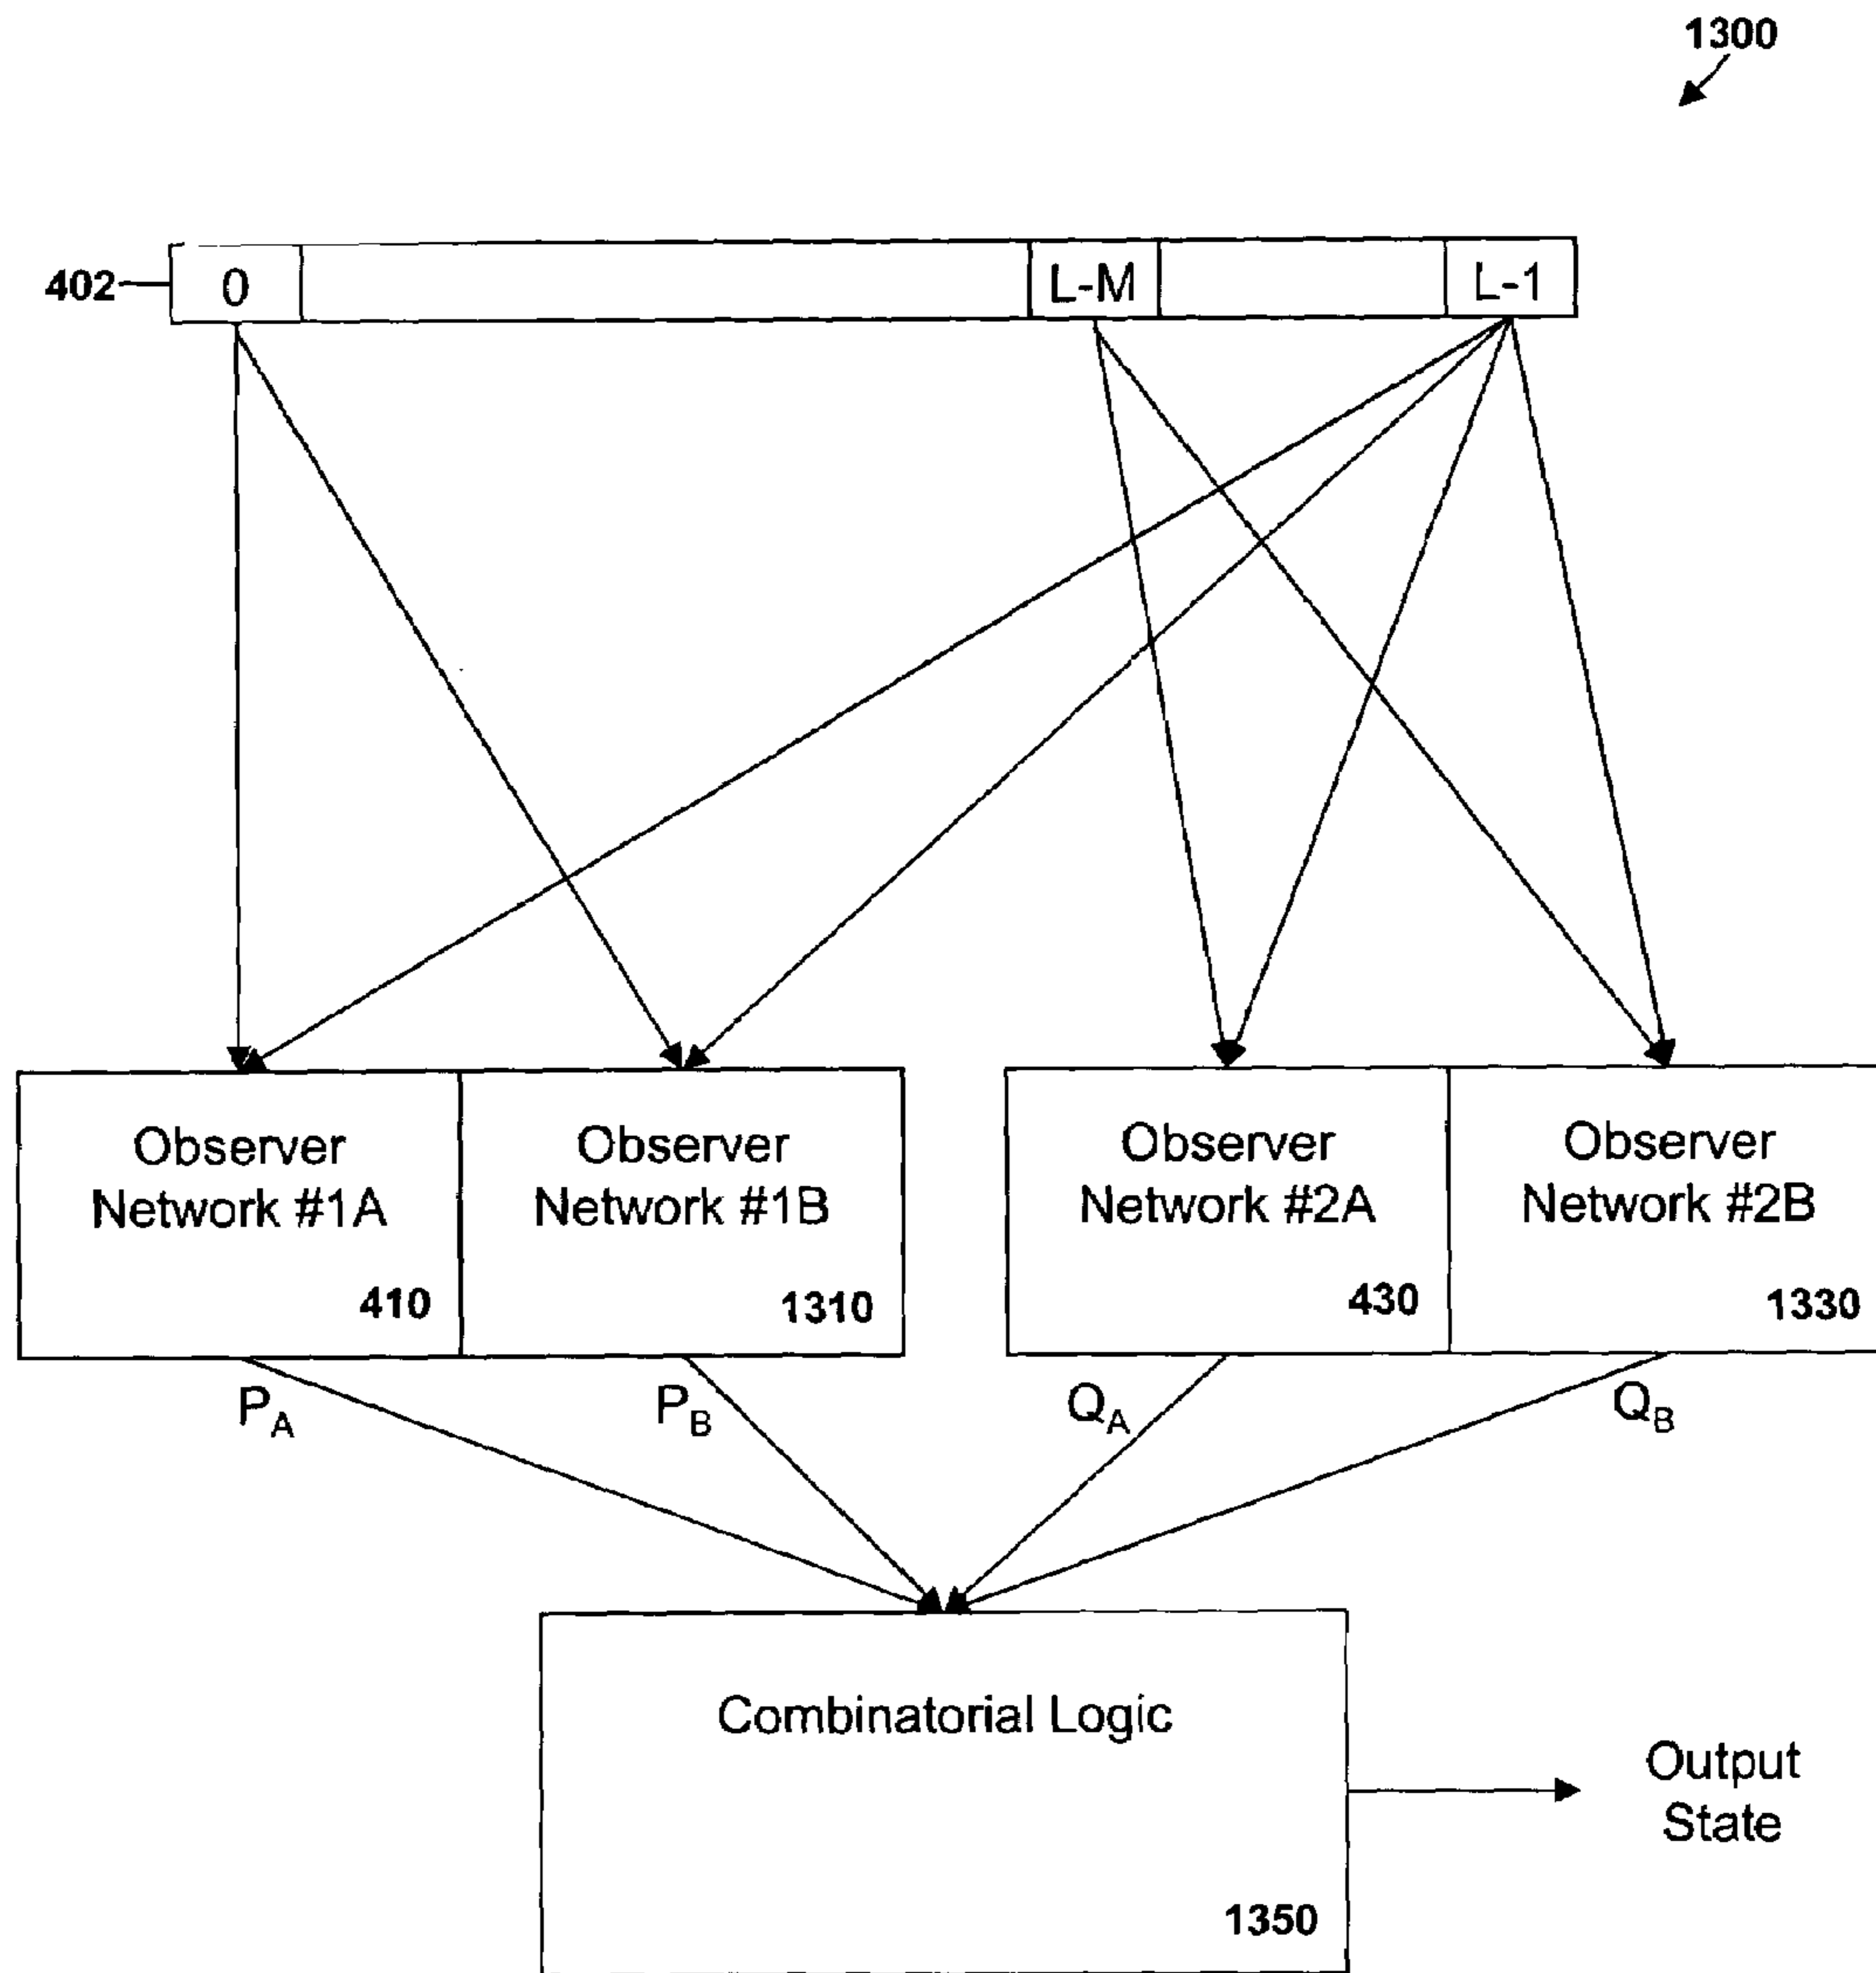 1300
402
0
L-M
L-1
Observer
Network #1A
410
Observer
Network #1B
1310
Observer
Network #2A
430
Observer
Network #2B
1330
PA
PB
QA
QB
Combinatorial Logic
1350
Output
State